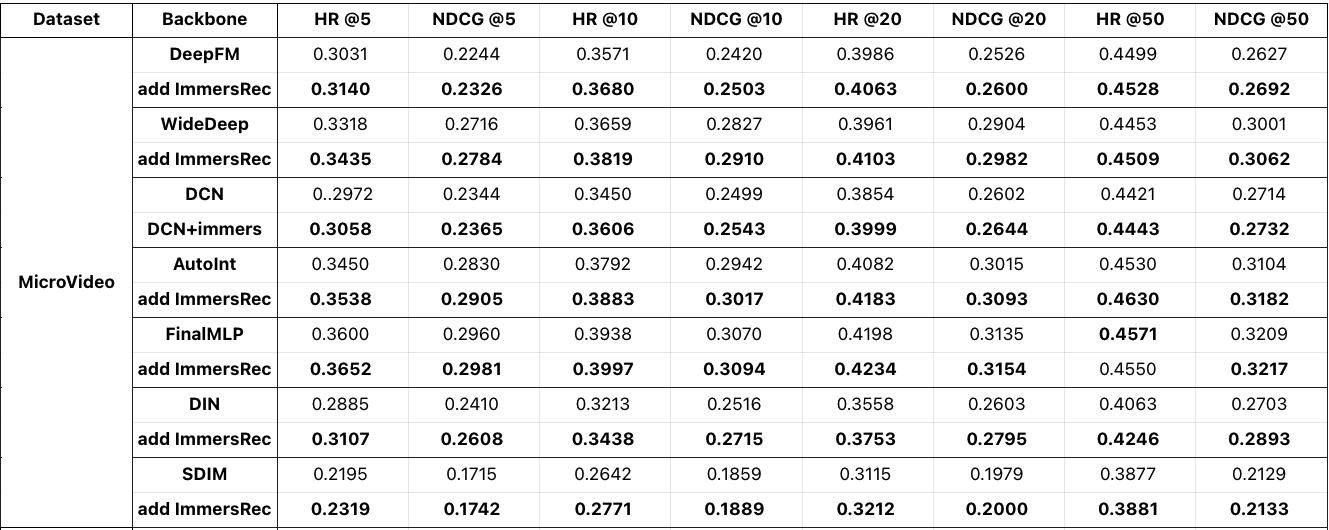 Dataset Backbone HR @5 NDCG @5 HR @10 NDCG @10 HR @20 NDCG @20 HR @50 NDCG @50
DeepFM 0.3031 0.2244 0.3571 0.2420 0.3986 0.2526 0.4499 0.2627
add ImmersRec 0.3140 0.2326 0.3680 0.2503 0.4063 0.2600 0.4528 0.2692
WideDeep 0.3318 0.2716 0.3659 0.2827 0.3961 0.2904 0.4453 0.3001
add ImmersRec 0.3435 0.2784 0.3819 0.2910 0.4103 0.2982 0.4509 0.3062
DCN 0..2972 0.2344 0.3450 0.2499 0.3854 0.2602 0.4421 0.2714
DCN+immers 0.3058 0.2365 0.3606 0.2543 0.3999 0.2644 0.4443 0.2732
AutoInt 0.3450 0.2830 0.3792 0.2942 0.4082 0.3015 0.4530 0.3104
MicroVideo
add ImmersRec 0.3538 0.2905 0.3883 0.3017 0.4183 0.3093 0.4630 0.3182
FinalMLP 0.3600 0.2960 0.3938 0.3070 0.4198 0.3135 0.4571 0.3209
add ImmersRec 0.3652 0.2981 0.3997 0.3094 0.4234 0.3154 0.4550 0.3217
DIN 0.2885 0.2410 0.3213 0.2516 0.3558 0.2603 0.4063 0.2703
add ImmersRec 0.3107 0.2608 0.3438 0.2715 0.3753 0.2795 0.4246 0.2893
SDIM 0.2195 0.1715 0.2642 0.1859 0.3115 0.1979 0.3877 0.2129
add ImmersRec 0.2319 0.1742 0.2771 0.1889 0.3212 0.2000 0.3881 0.2133